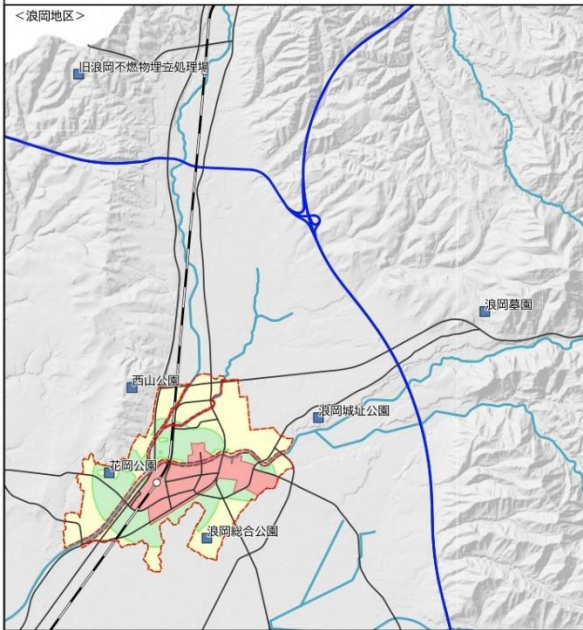 ＜浪岡地区＞
旧浪岡不燃物埋立処理場
浪岡墓園
西山公園
浪岡城址公園
花岡公園
浪岡総合公園